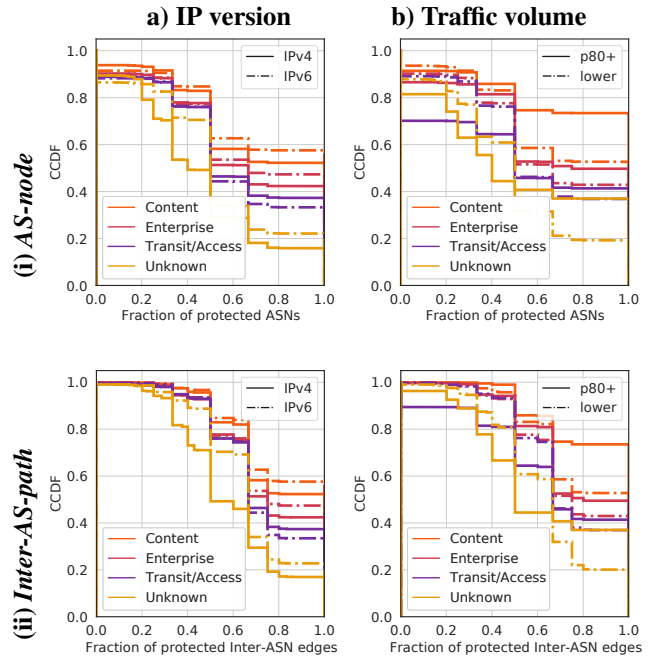 a) IP version
b) Traffic volume
(i) AS-node
CCDF
1.0
0.8
0.6
0.4
0.2
0.0
IPv4
IPv6
Content
Enterprise
Transit/Access
Unknown
0.0 0.2 0.4 0.6 0.8 1.0
Fraction of protected ASNs
CCDF
1.0
0.8
0.6
0.4
0.2
0.0
p80+
lower
Content
Enterprise
Transit/Access
Unknown
0.0 0.2 0.4 0.6 0.8 1.0
Fraction of protected ASNs
(ii) Inter-AS-path
CCDF
1.0
0.8
0.6
0.4
0.2
0.0
IPv4
IPv6
Content
Enterprise
Transit/Access
Unknown
0.0 0.2 0.4 0.6 0.8 1.0
Fraction of protected Inter-ASN edges
CCDF
1.0
0.8
0.6
0.4
0.2
0.0
p80+
lower
Content
Enterprise
Transit/Access
Unknown
0.0 0.2 0.4 0.6 0.8 1.0
Fraction of protected Inter-ASN edges